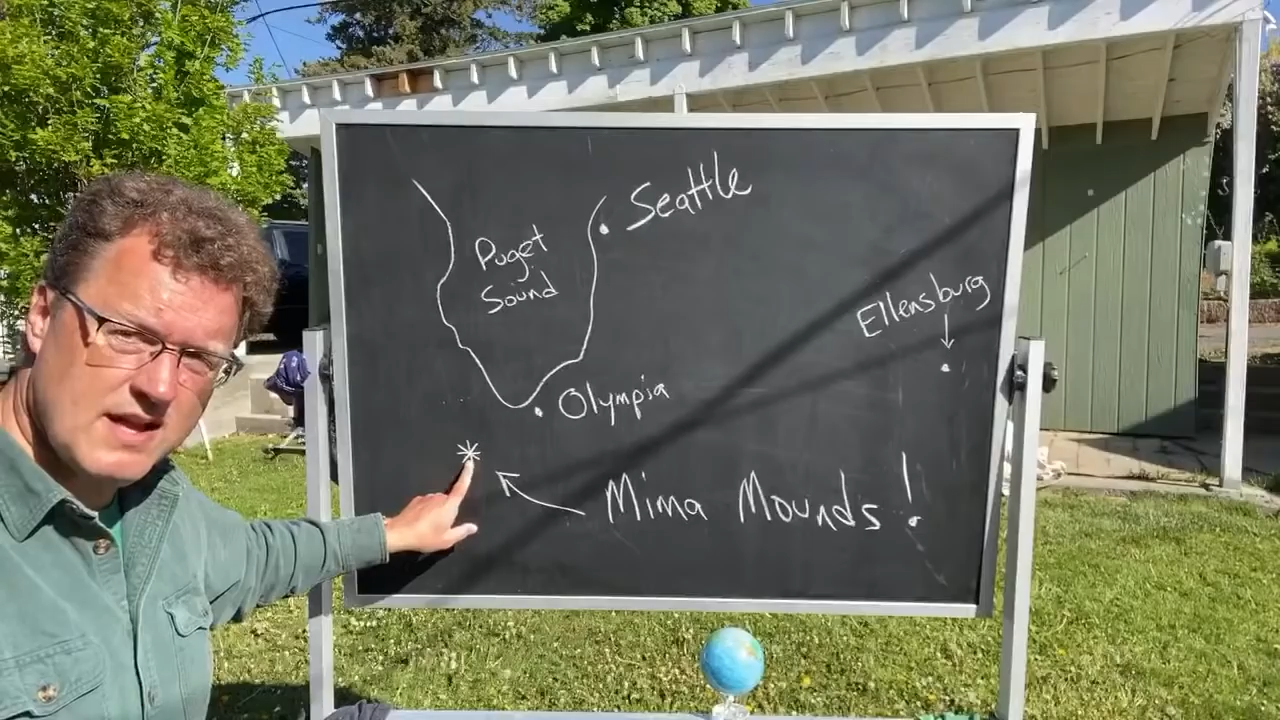 Seattle
Puget
Sound
Ellensburg
Olympia
Mima Mounds!